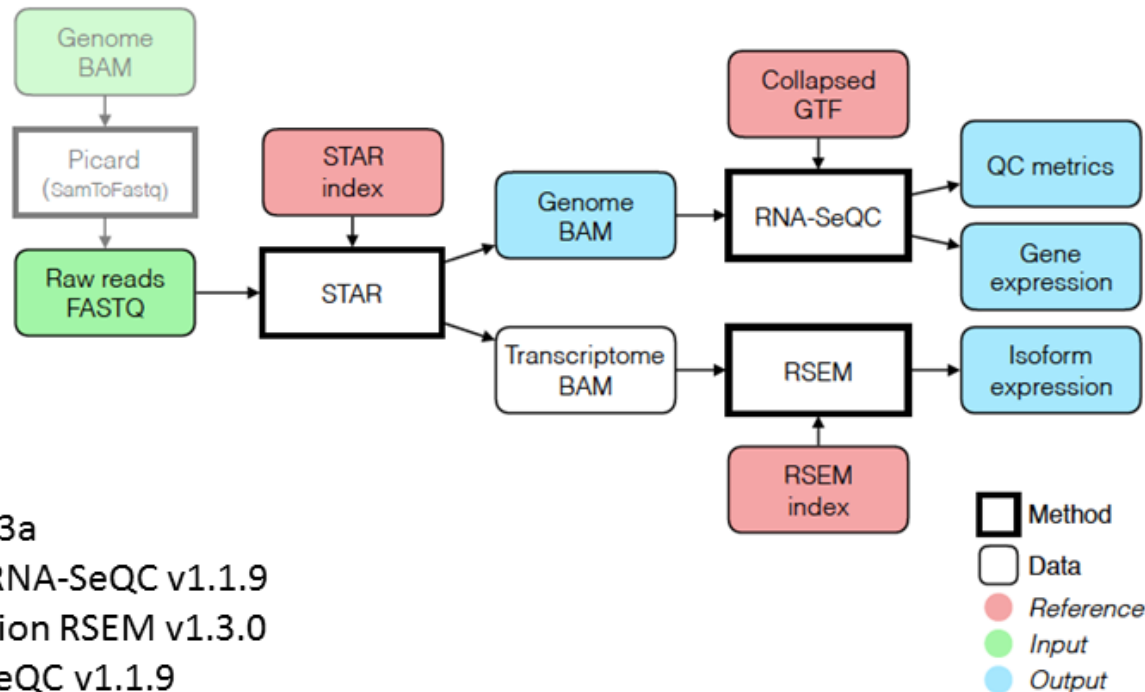 Genome
BAM
Picard
(SamToFastq)
Raw reads
FASTQ
STAR
index
STAR
Genome
BAM
Transcriptome
BAM
Collapsed
GTF
RNA-SeQC
RSEM
RSEM
index
QC metrics
Gene
expression
Isoform
expression
3a
RNA-SeQC v1.1.9
ion RSEM v1.3.0
eQC v1.1.9
Method
Data
Reference
Input
Output